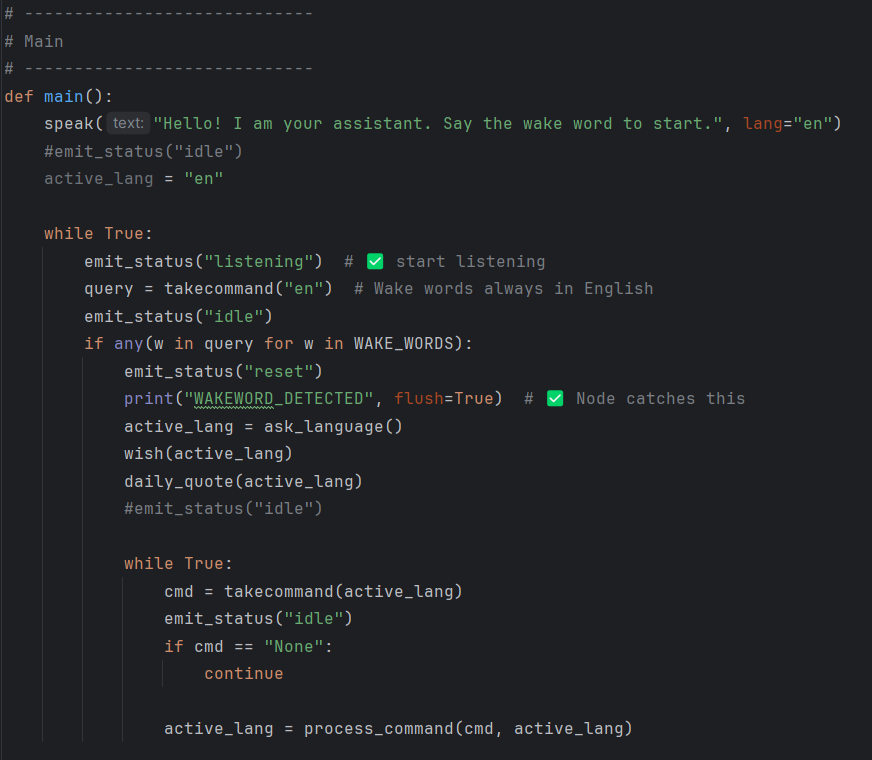 # -----------------------------
# Main
# -----------------------------
def main():
    speak( text: "Hello! I am your assistant. Say the wake word to start.", lang="en")
    #emit_status("idle")
    active_lang = "en"

    while True:
        emit_status("listening")  # ✅ start listening
        query = takecommand("en")  # Wake words always in English
        emit_status("idle")
        if any(w in query for w in WAKE_WORDS):
            emit_status("reset")
            print("WAKEWORD_DETECTED", flush=True)  # ✅ Node catches this
            active_lang = ask_language()
            wish(active_lang)
            daily_quote(active_lang)
            #emit_status("idle")

            while True:
                cmd = takecommand(active_lang)
                emit_status("idle")
                if cmd == "None":
                    continue

                active_lang = process_command(cmd, active_lang)